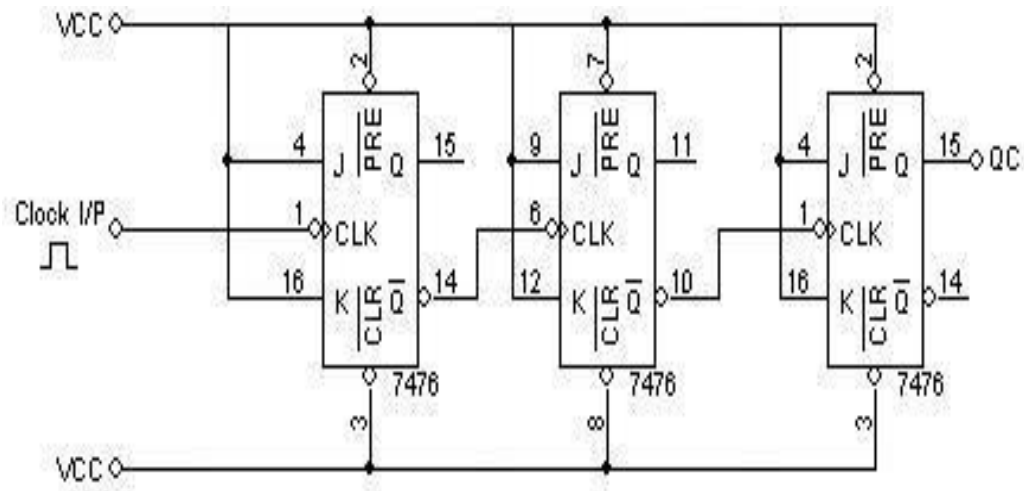 VCC
2 7 2
4 J PRE Q 15 9 J PRE Q 11 4 J PRE Q 15 QC
Clock I/P 1 CLK 6 CLK 1 CLK
16 K CLR Q̅ 14 12 K CLR Q̅ 10 16 K CLR Q̅ 14
7476 7476 7476
3 8 3
VCC